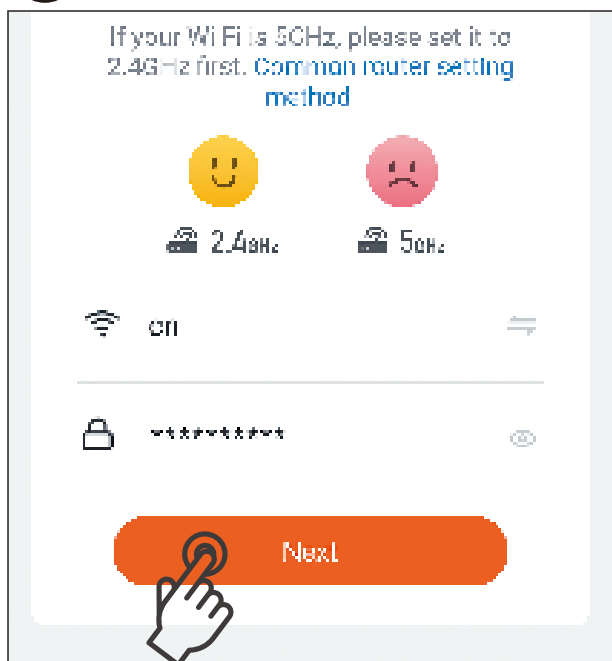 If your Wi Fi is 5GHz, please set it to
2.4GHz first. Common router setting
method
2.4GHz
5GHz
on
**********
Next